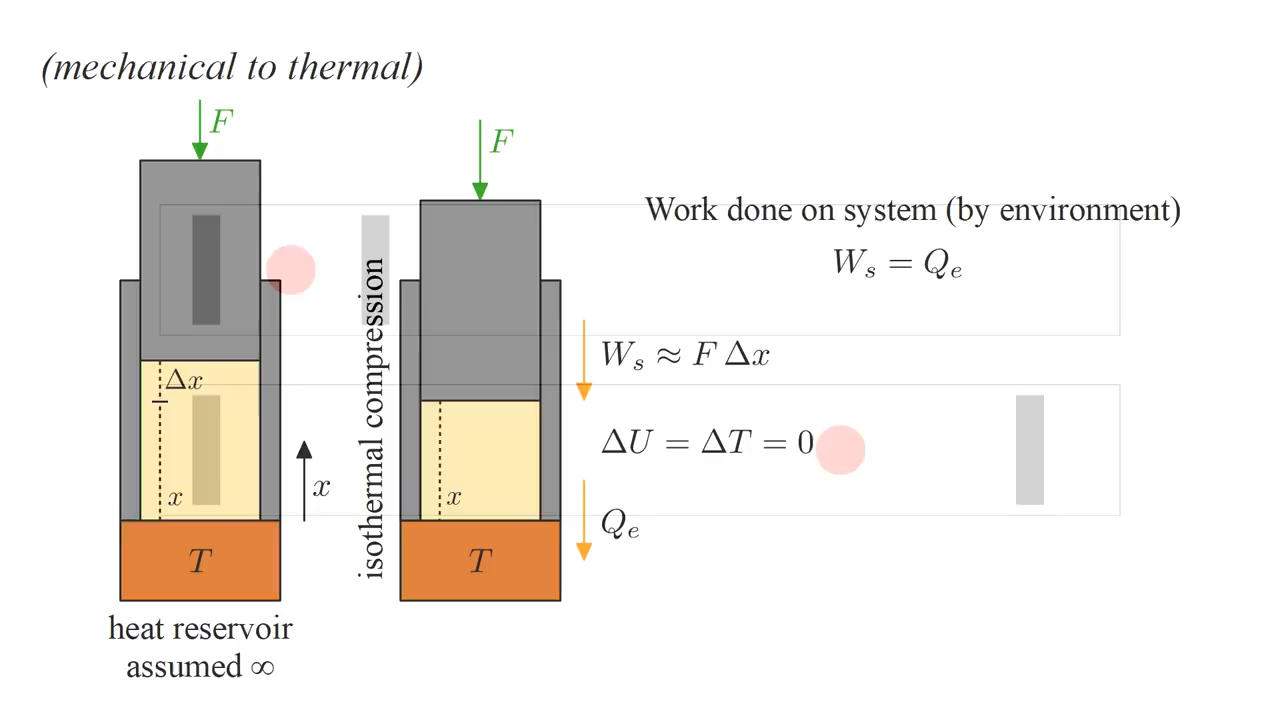 (mechanical to thermal)
F
F
Work done on system (by environment)
W_s = Q_e
isothermal compression
W_s ≈ F Δx
Δx
ΔU = ΔT = 0
x
x
x
Q_e
T
T
heat reservoir
assumed ∞